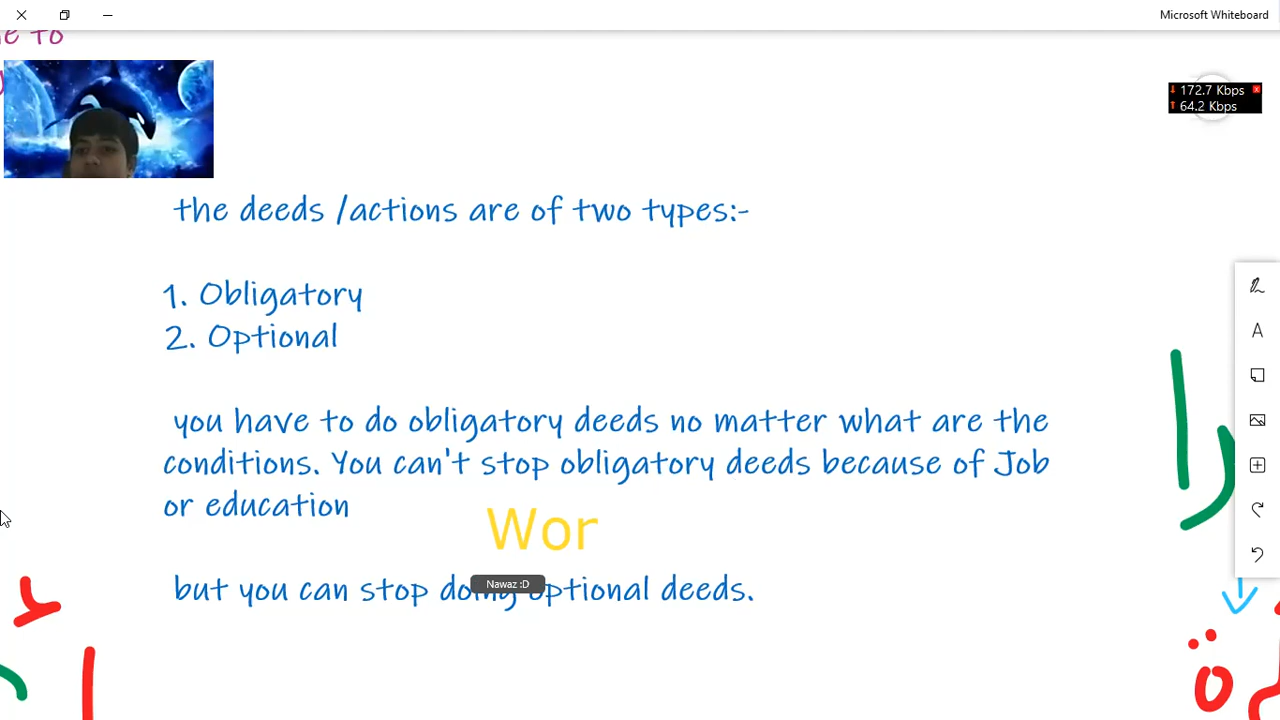 Microsoft Whiteboard
to
172.7 Kbps
64.2 Kbps
the deeds /actions are of two types:-
1. Obligatory
2. Optional
you have to do obligatory deeds no matter what are the
conditions. You can't stop obligatory deeds because of Job
or education
Wor
Nawaz :D
but you can stop doing optional deeds.